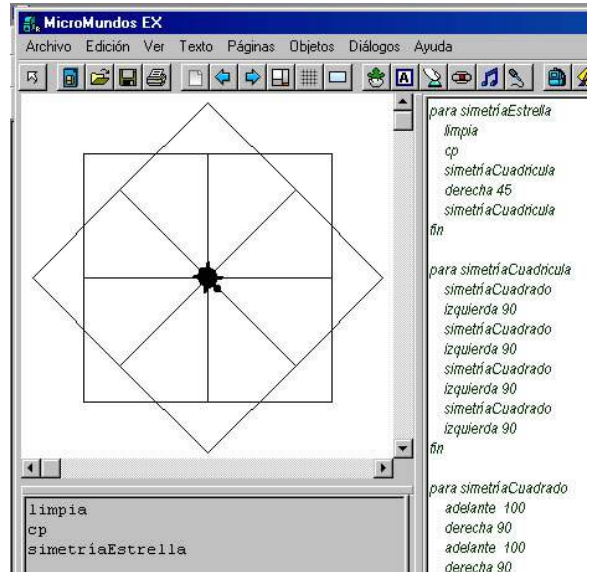 MicroMundos EX
Archivo Edición Ver Texto Páginas Objetos Diálogos Ayuda
para simetríaEstrella
limpia
cp
simetríaCuadricula
derecha 45
simetríaCuadricula
fin
para simetríaCuadricula
simetríaCuadrado
izquierda 90
simetríaCuadrado
izquierda 90
simetríaCuadrado
izquierda 90
simetríaCuadrado
izquierda 90
fin
para simetríaCuadrado
adelante 100
derecha 90
adelante 100
derecha 90
limpia
cp
simetríaEstrella